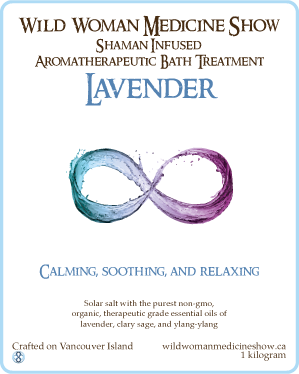 Wild Woman Medicine Show
Shaman Infused
Aromatherapeutic Bath Treatment
Lavender
Calming, soothing, and relaxing
Solar salt with the purest non-gmo,
organic, therapeutic grade essential oils of
lavender, clary sage, and ylang-ylang
Crafted on Vancouver Island
wildwomanmedicineshow.ca
1 kilogram